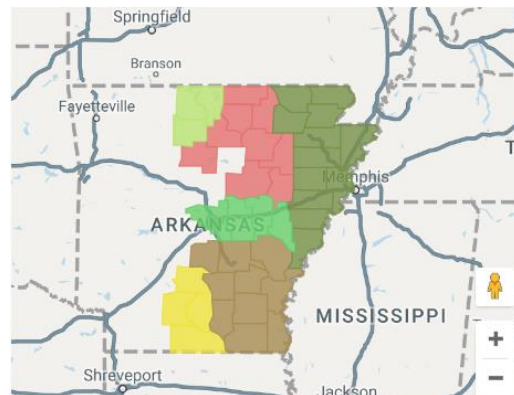 Springfield
Branson
Fayetteville
Memphis
ARKANSAS
MISSISSIPPI
+
Shreveport
−
Jackson